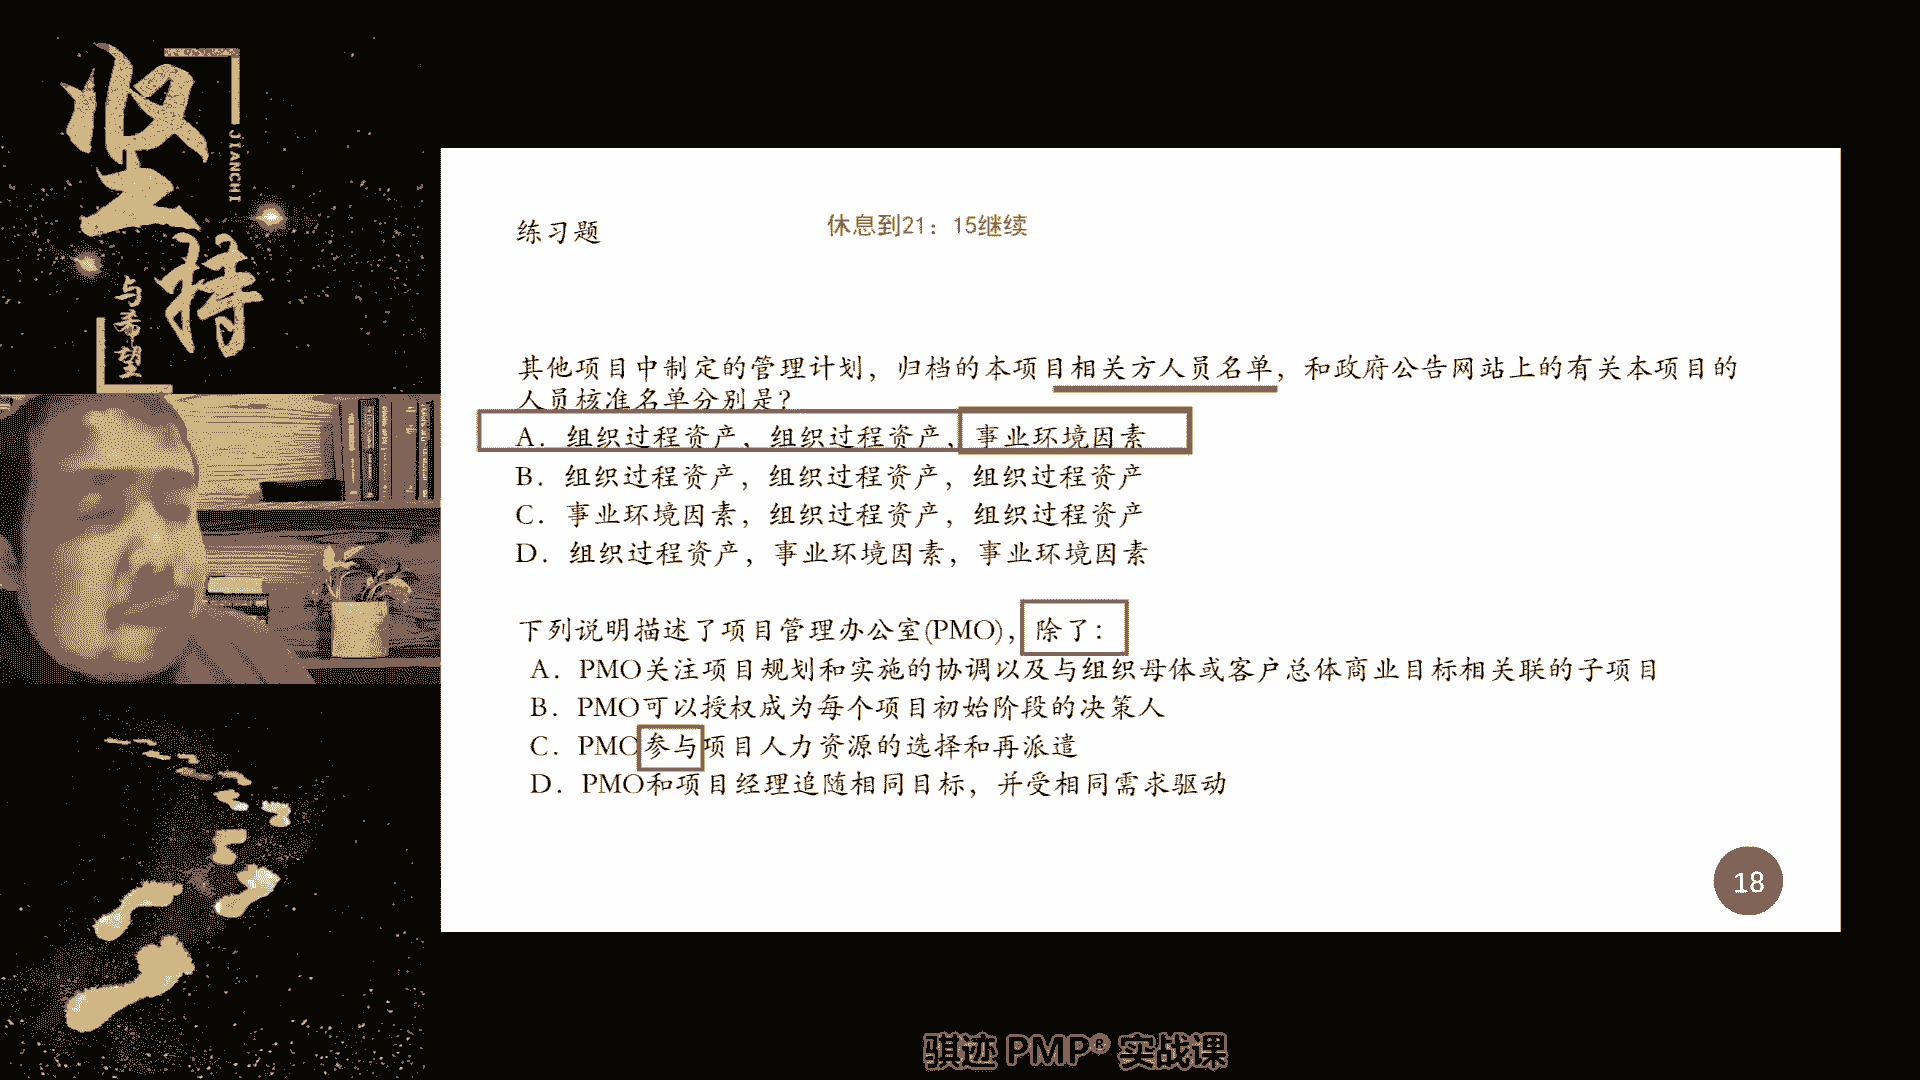 坚持
JIANCHI
与希望
练习题
休息到21：15继续
其他项目中制定的管理计划，归档的本项目相关方人员名单，和政府公告网站上的有关本项目的
人员核准名单分别是？
A. 组织过程资产，组织过程资产，事业环境因素
B. 组织过程资产，组织过程资产，组织过程资产
C. 事业环境因素，组织过程资产，组织过程资产
D. 组织过程资产，事业环境因素，事业环境因素
下列说明描述了项目管理办公室(PMO)，除了：
A. PMO关注项目规划和实施的协调以及与组织母体或客户总体商业目标相关联的子项目
B. PMO可以授权成为每个项目初始阶段的决策人
C. PMO参与项目人力资源的选择和再派遣
D. PMO和项目经理追随相同目标，并受相同需求驱动
18
骐迹 PMP® 实战课